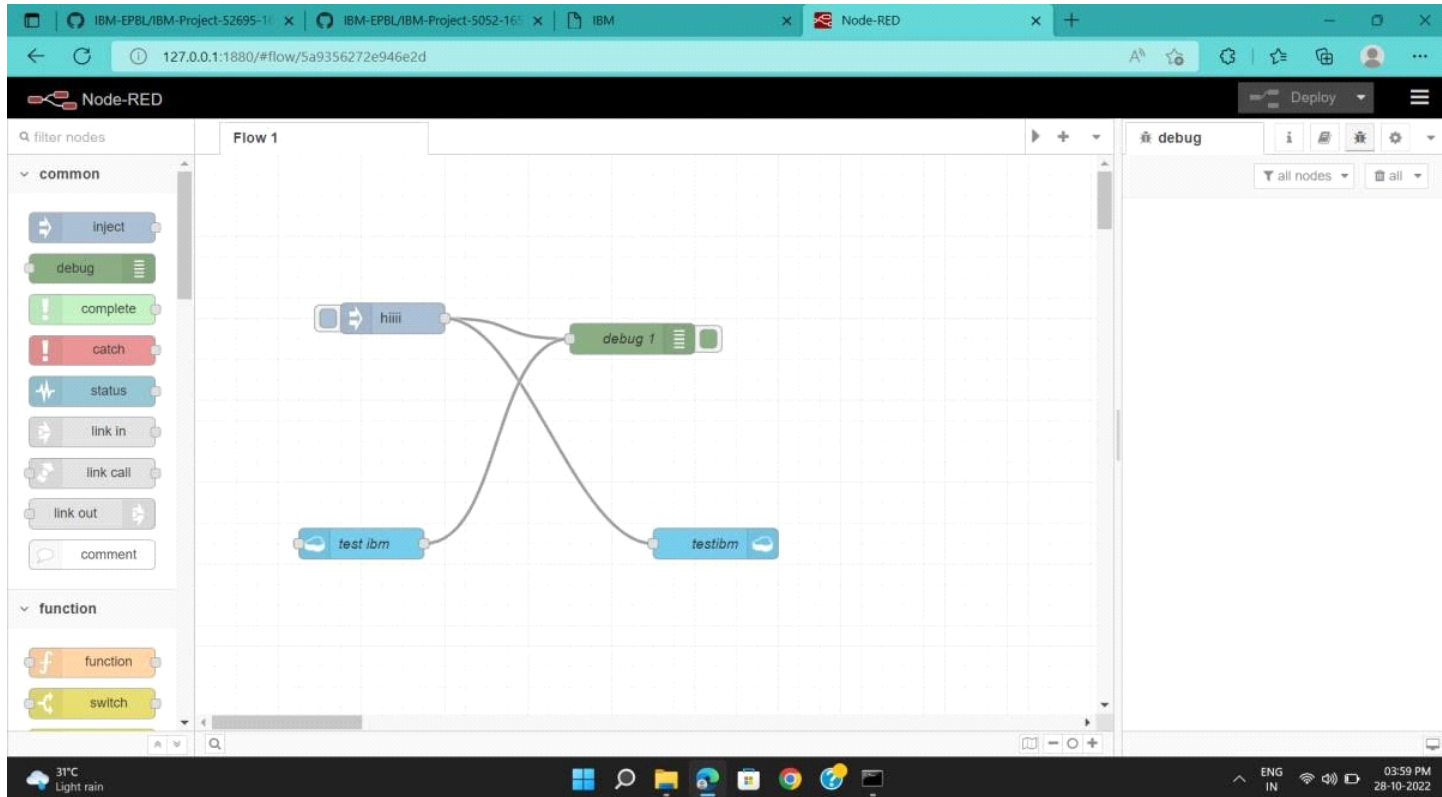 IBM-EPBL/IBM-Project-52695-16
IBM-EPBL/IBM-Project-5052-165
IBM
Node-RED
127.0.0.1:1880/#flow/5a9356272e946e2d
Node-RED
Deploy
filter nodes
Flow 1
debug
i
all nodes
all
common
inject
debug
complete
catch
status
link in
link call
link out
comment
function
function
switch
hiiii
debug 1
test ibm
testibm
31°C
Light rain
ENG
IN
03:59 PM
28-10-2022